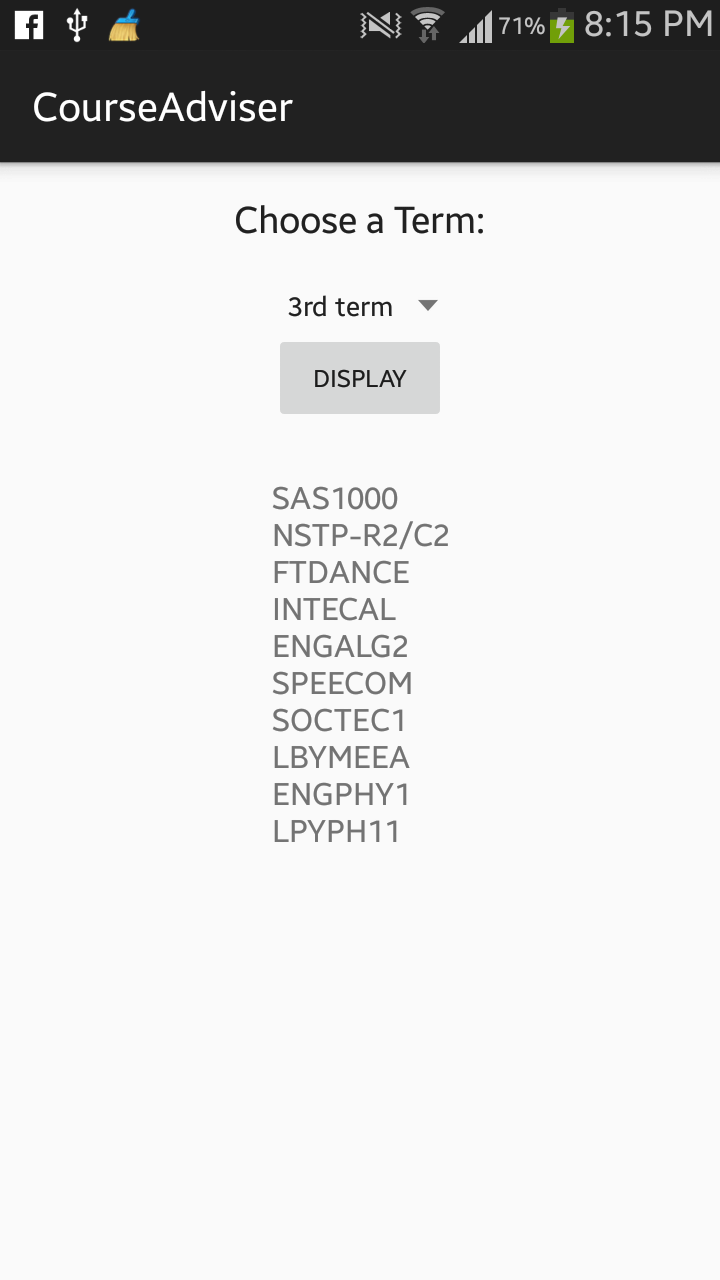 71% 8:15 PM
CourseAdviser
Choose a Term:
3rd term
DISPLAY
SAS1000
NSTP-R2/C2
FTDANCE
INTECAL
ENGALG2
SPEECOM
SOCTEC1
LBYMEEA
ENGPHY1
LPYPH11